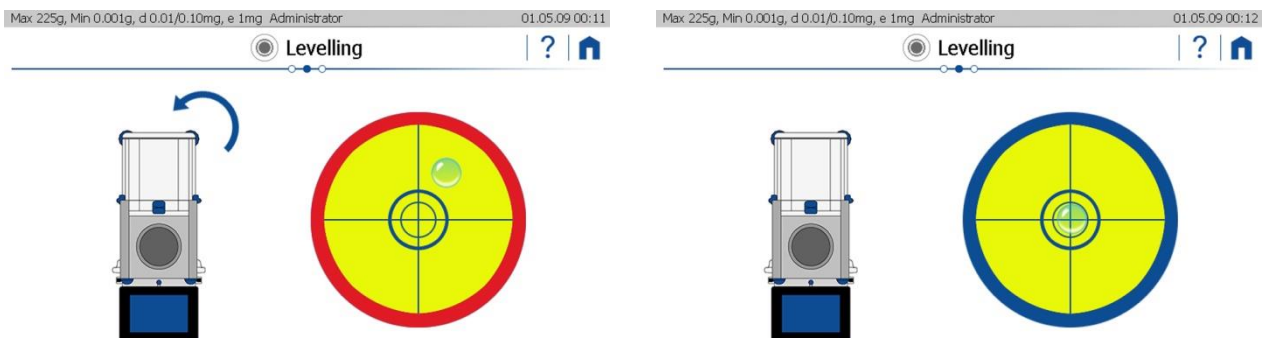 Max 225g, Min 0.001g, d 0.01/0.10mg, e 1mg Administrator 01.05.09 00:11
Levelling ?
Max 225g, Min 0.001g, d 0.01/0.10mg, e 1mg Administrator 01.05.09 00:12
Levelling ?